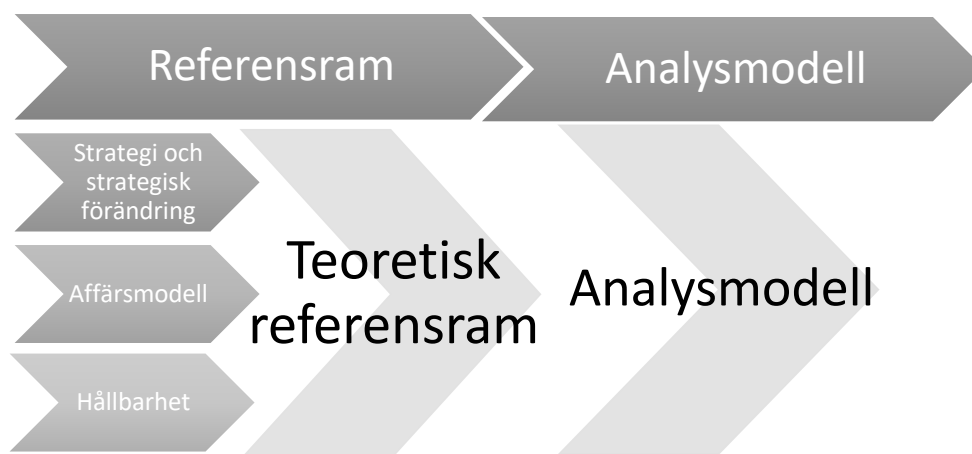 Referensram
Analysmodell
Strategi och
strategisk
förändring
Affärsmodell
Hållbarhet
Teoretisk
referensram
Analysmodell